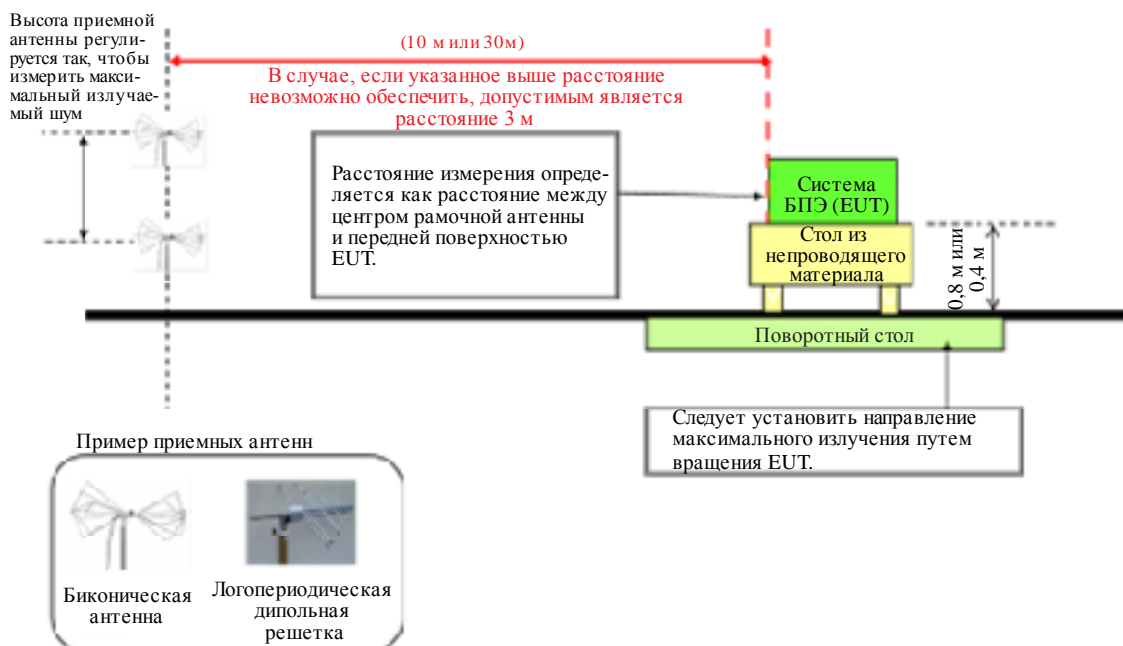 Высота приемной
антенны регули-
руется так, чтобы
измерить макси-
мальный излучае-
мый шум
(10 м или 30м)
В случае, если указанное выше расстояние
невозможно обеспечить, допустимым является
расстояние 3 м
Расстояние измерения опреде-
ляется как расстояние между
центром рамочной антенны
и передней поверхностью
EUT.
Система
БПЭ (EUT)
Стол из
непроводящего
материала
0,8 м или
0,4 м
Поворотный стол
Следует установить направление
максимального излучения путем
вращения EUT.
Пример приемных антенн
Биконическая
антенна
Логопериодическая
дипольная
решетка